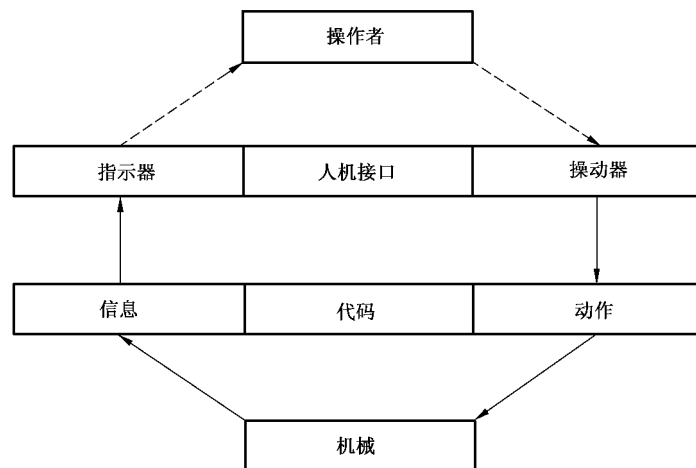 操作者
指示器 人机接口 操动器
信息 代码 动作
机械